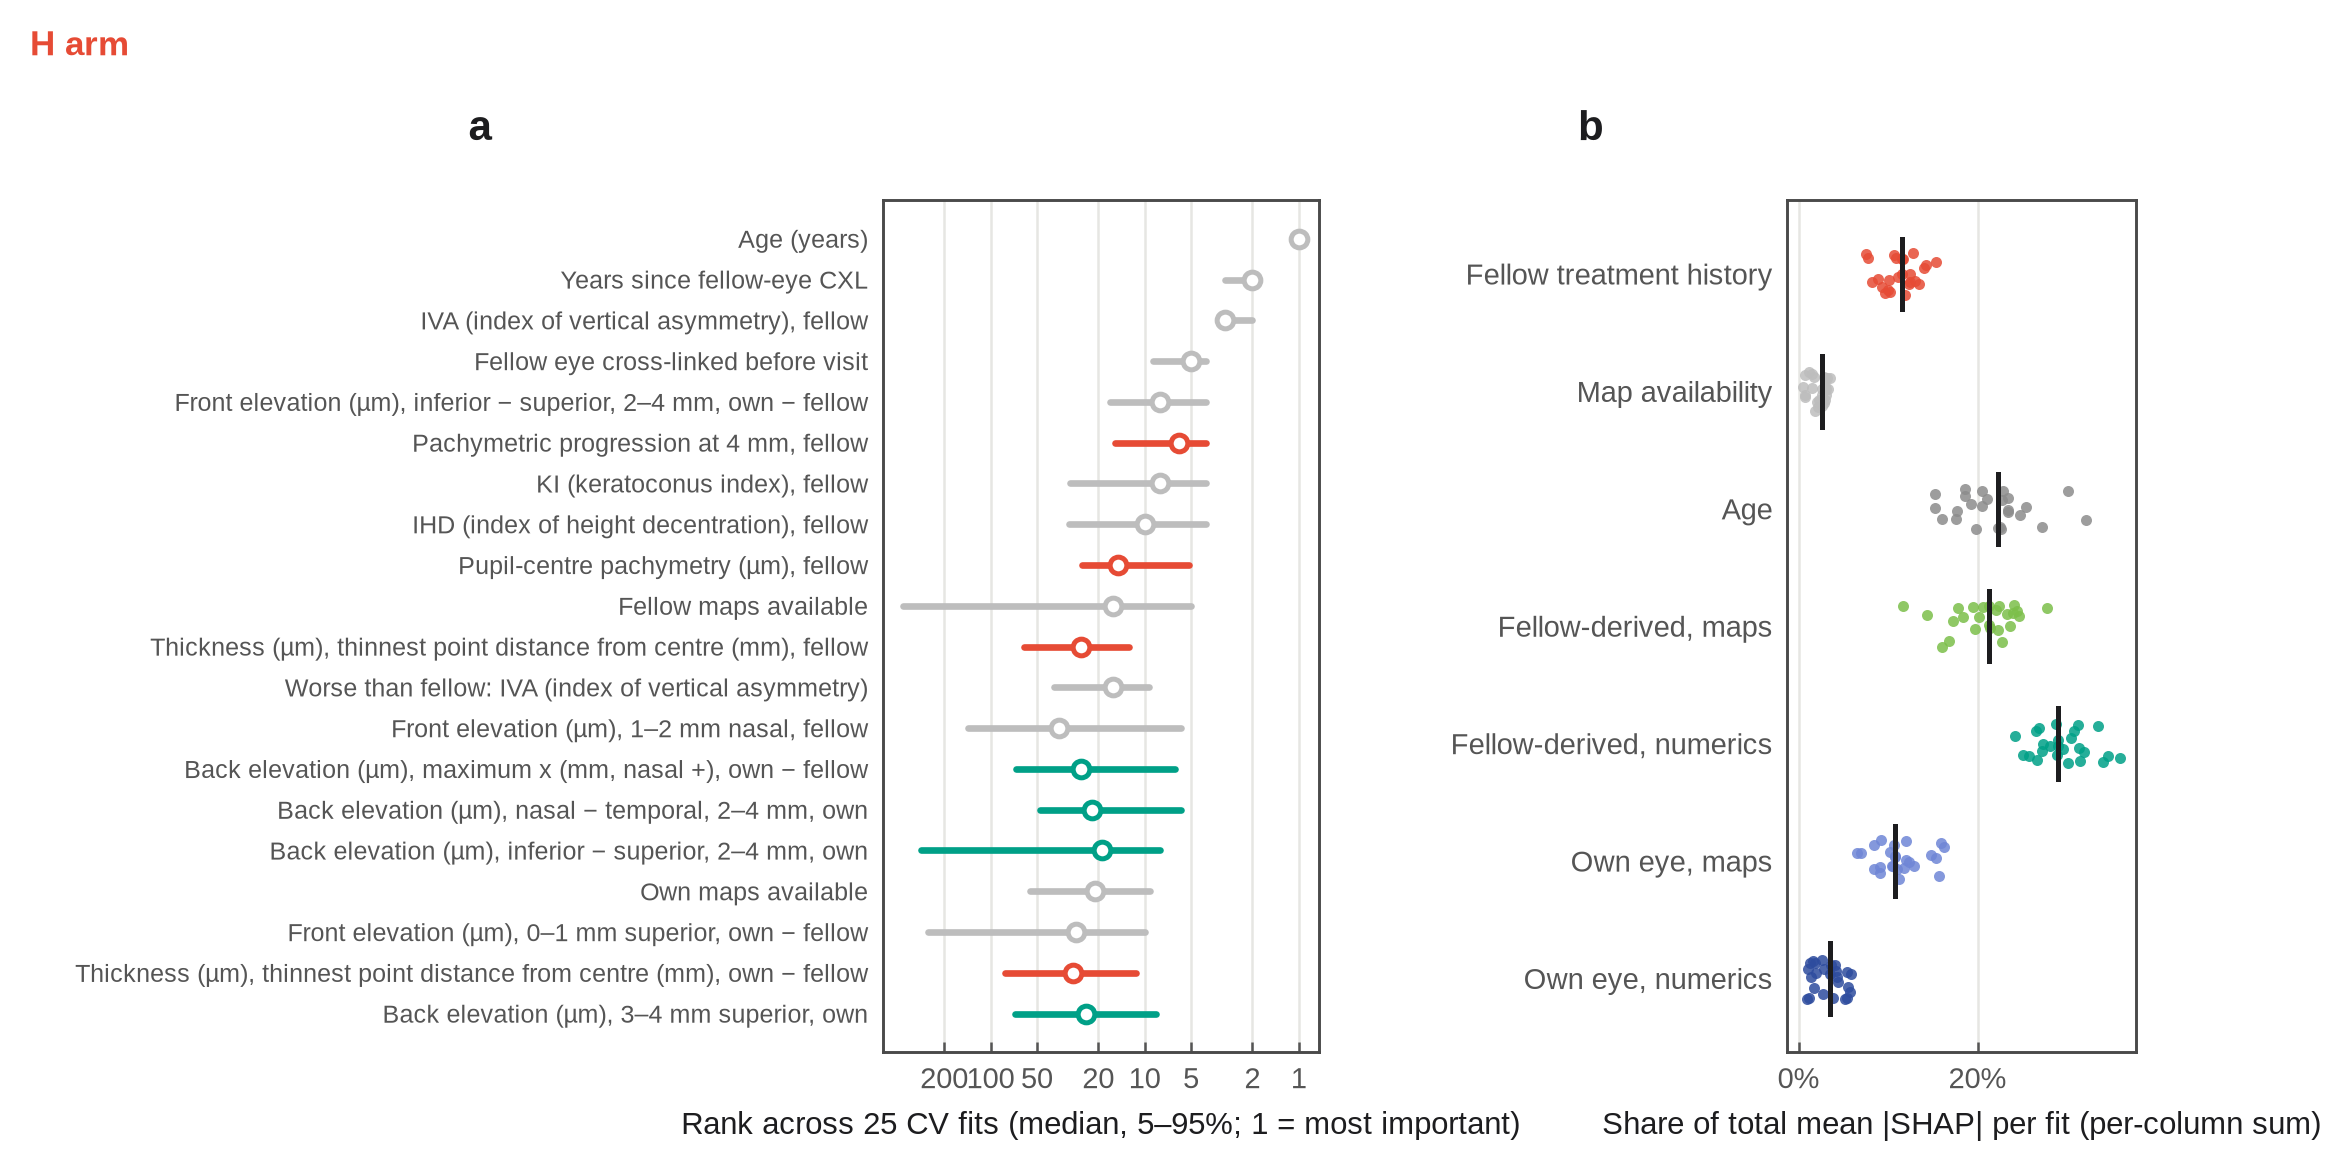 H arm
a
b
Age (years)
Years since fellow-eye CXL
IVA (index of vertical asymmetry), fellow
Fellow eye cross-linked before visit
Front elevation (µm), inferior − superior, 2–4 mm, own − fellow
Pachymetric progression at 4 mm, fellow
KI (keratoconus index), fellow
IHD (index of height decentration), fellow
Pupil-centre pachymetry (µm), fellow
Fellow maps available
Thickness (µm), thinnest point distance from centre (mm), fellow
Worse than fellow: IVA (index of vertical asymmetry)
Front elevation (µm), 1–2 mm nasal, fellow
Back elevation (µm), maximum x (mm, nasal +), own − fellow
Back elevation (µm), nasal − temporal, 2–4 mm, own
Back elevation (µm), inferior − superior, 2–4 mm, own
Own maps available
Front elevation (µm), 0–1 mm superior, own − fellow
Thickness (µm), thinnest point distance from centre (mm), own − fellow
Back elevation (µm), 3–4 mm superior, own
200 100 50 20 10 5 2 1
Rank across 25 CV fits (median, 5–95%; 1 = most important)
Fellow treatment history
Map availability
Age
Fellow-derived, maps
Fellow-derived, numerics
Own eye, maps
Own eye, numerics
0% 20%
Share of total mean |SHAP| per fit (per-column sum)